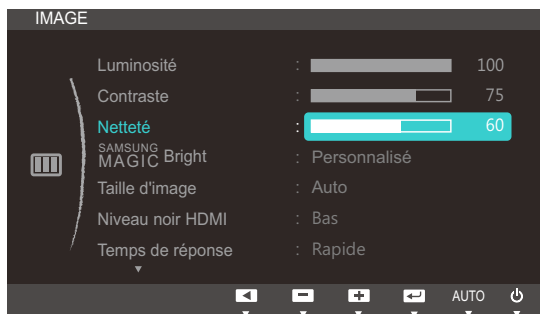 IMAGE
Luminosité : 100
Contraste : 75
Netteté : 60
SAMSUNG MAGIC Bright : Personnalisé
Taille d'image : Auto
Niveau noir HDMI : Bas
Temps de réponse : Rapide
AUTO